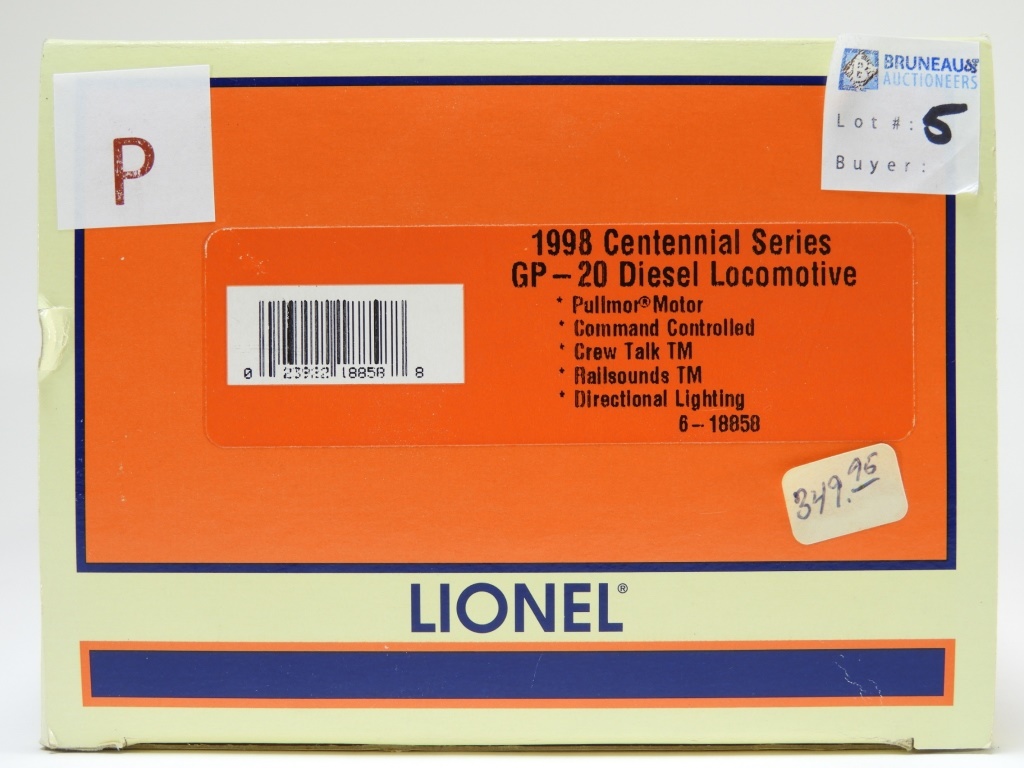 P
BRUNEAU & CO
AUCTIONEERS
Lot #: 5
Buyer:
1998 Centennial Series
GP-20 Diesel Locomotive
* Pullmor® Motor
* Command Controlled
* Crew Talk TM
* Railsounds TM
* Directional Lighting
6-18858
0 23922 18858 8
349.95
LIONEL®